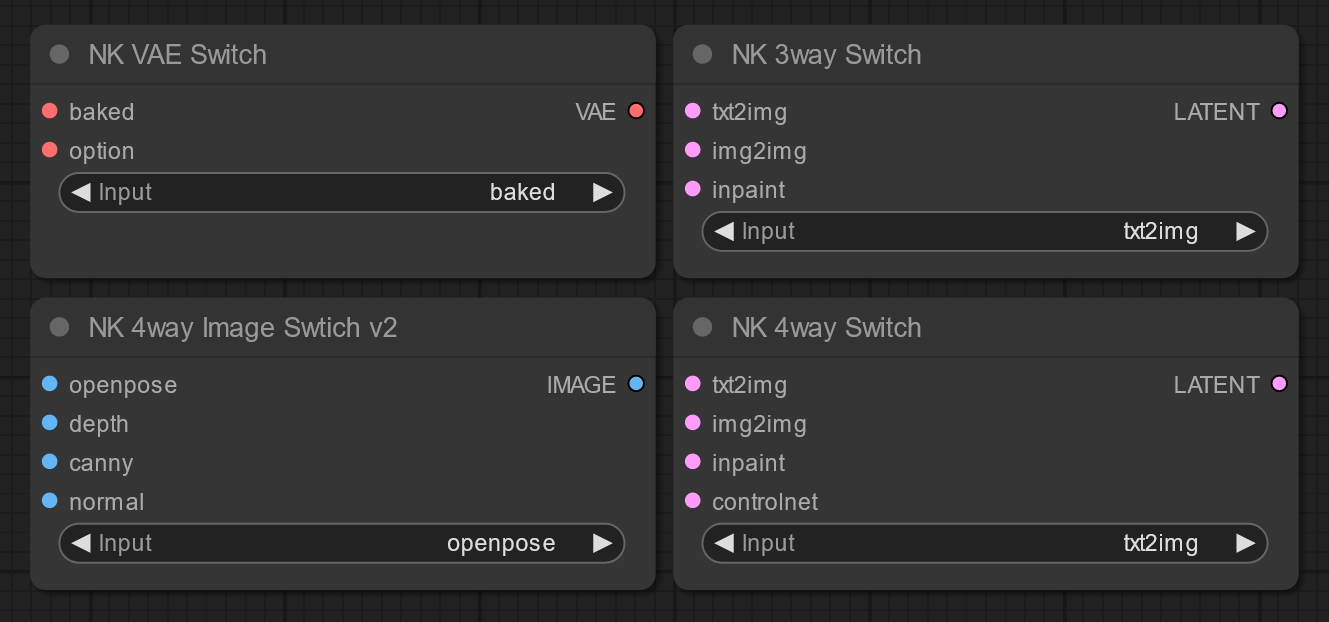 NK VAE Switch
baked VAE
option
Input baked
NK 3way Switch
txt2img LATENT
img2img
inpaint
Input txt2img
NK 4way Image Swtich v2
openpose IMAGE
depth
canny
normal
Input openpose
NK 4way Switch
txt2img LATENT
img2img
inpaint
controlnet
Input txt2img